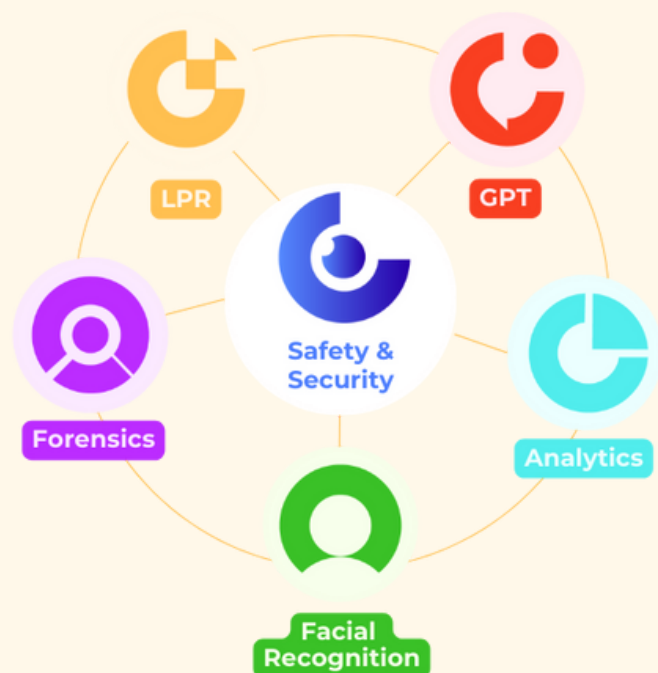 LPR
GPT
Safety &
Security
Forensics
Analytics
Facial
Recognition